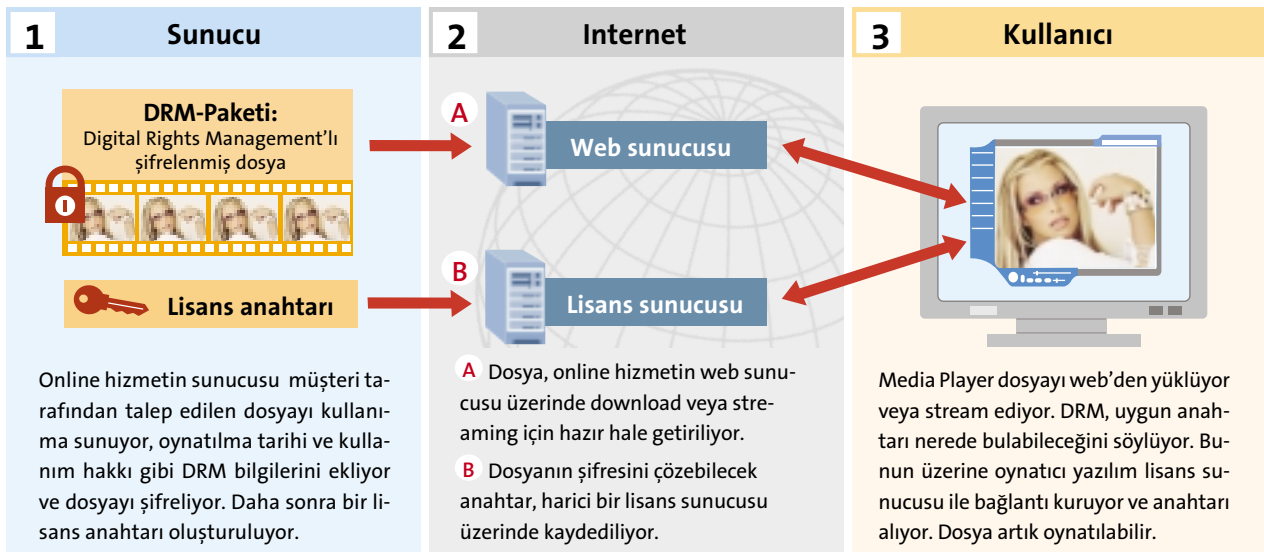 1 Sunucu
DRM-Paketi:
Digital Rights Management’lı
şifrelenmiş dosya
Lisans anahtarı
Online hizmetin sunucusu müşteri ta-
rafından talep edilen dosyayı kullanı-
ma sunuyor, oynatılma tarihi ve kulla-
nım hakkı gibi DRM bilgilerini ekliyor
ve dosyayı şifreliyor. Daha sonra bir li-
sans anahtarı oluşturuluyor.
2 Internet
A
Web sunucusu
B
Lisans sunucusu
A Dosya, online hizmetin web sunu-
cusu üzerinde download veya stre-
aming için hazır hale getiriliyor.
B Dosyanın şifresini çözebilecek
anahtar, harici bir lisans sunucusu
üzerinde kaydediliyor.
3 Kullanıcı
Media Player dosyayı web’den yüklüyor
veya stream ediyor. DRM, uygun anah-
tarı nerede bulabileceğini söylüyor. Bu-
nun üzerine oynatıcı yazılım lisans su-
nucusu ile bağlantı kuruyor ve anahtarı
alıyor. Dosya artık oynatılabilir.